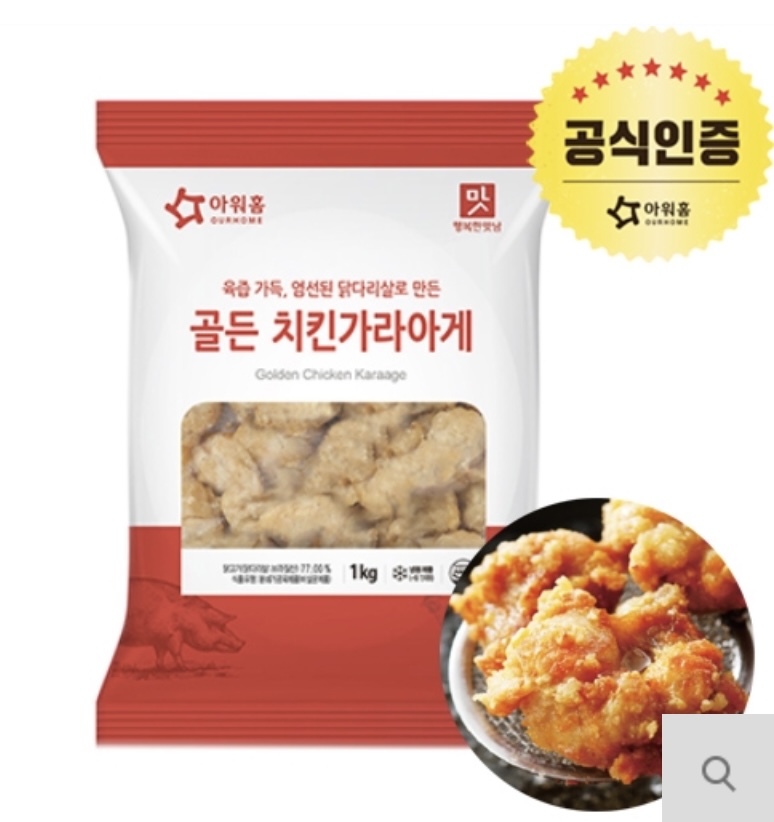 공식인증
아워홈
OURHOME
아워홈
OURHOME
맛
행복한맛남
육즙 가득, 엄선된 닭다리살로 만든
골든 치킨가라아게
Golden Chicken Karaage
77.00%
1kg